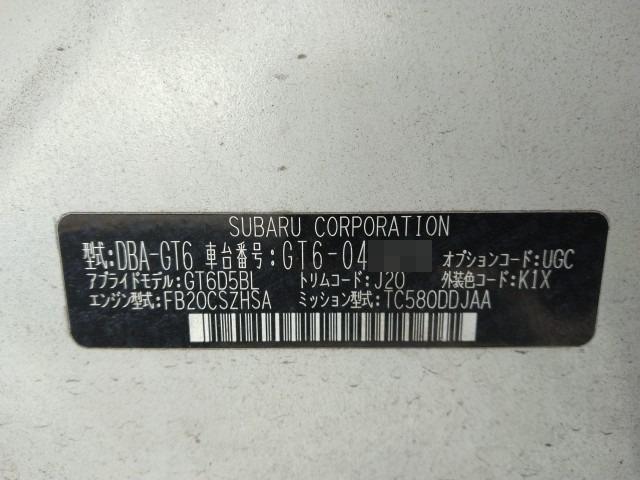 SUBARU CORPORATION
型式:DBA-GT6 車台番号:GT6-04 オプションコード:UGC
アプライドモデル:GT6D5BL トリムコード:J20 外装色コード:K1X
エンジン型式:FB20CSZHSA ミッション型式:TC580DDJAA